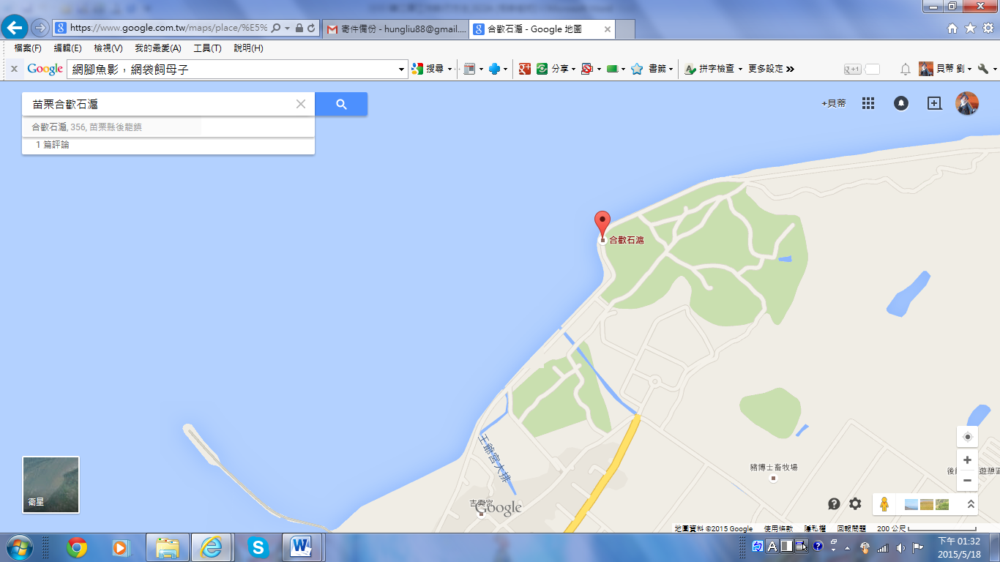 https://www.google.com.tw/maps/place/%E5%
寄件備份 - hungliu88@gmail....
合歡石滬 - Google 地圖
檔案(F) 編輯(E) 檢視(V) 我的最愛(A) 工具(T) 說明(H)
Google 網腳魚影，網袋飼母子 搜尋 分享 書籤 拼字檢查 更多設定 貝蒂 劉
苗栗合歡石滬
+貝蒂
合歡石滬, 356, 苗栗縣後龍鎮
1 篇評論
合歡石滬
王爺宮大排
豬博士畜牧場
衛星
吉興宮
Google
地圖資料 ©2015 Google 使用條款 隱私權 回報問題 200 公尺
下午 01:32
2015/5/18